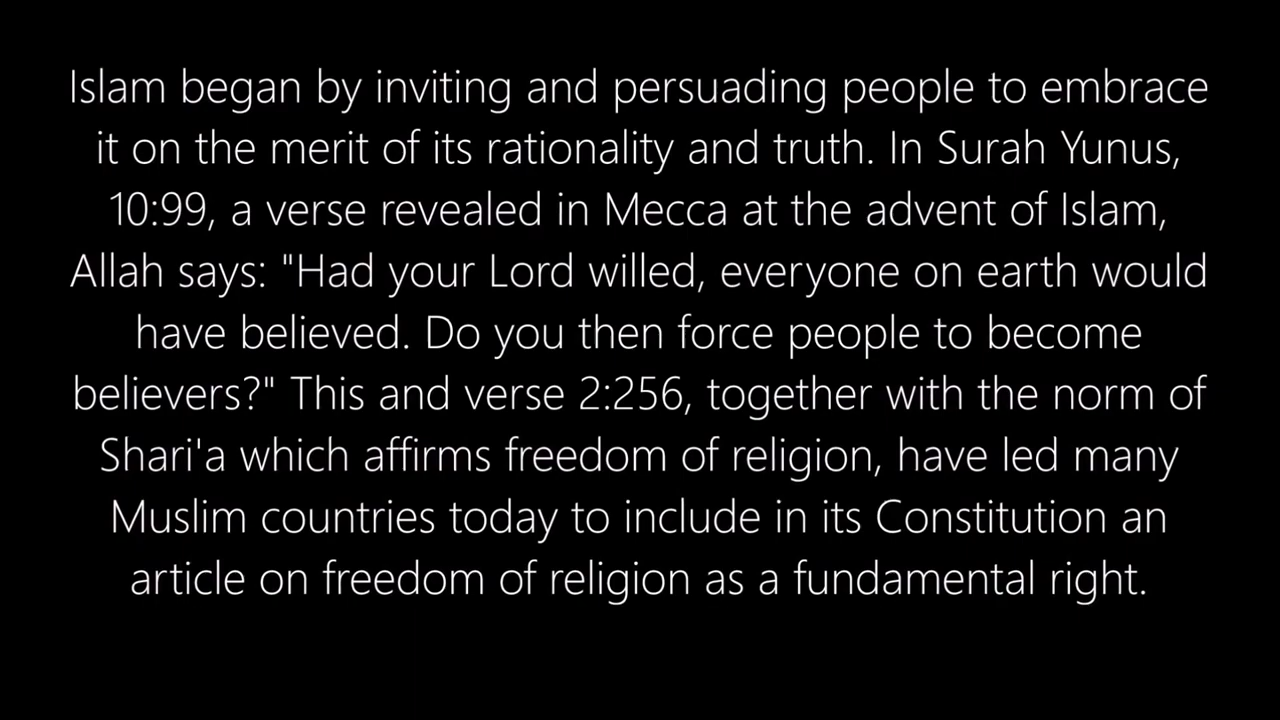 Islam began by inviting and persuading people to embrace
it on the merit of its rationality and truth. In Surah Yunus,
10:99, a verse revealed in Mecca at the advent of Islam,
Allah says: "Had your Lord willed, everyone on earth would
have believed. Do you then force people to become
believers?" This and verse 2:256, together with the norm of
Shari'a which affirms freedom of religion, have led many
Muslim countries today to include in its Constitution an
article on freedom of religion as a fundamental right.